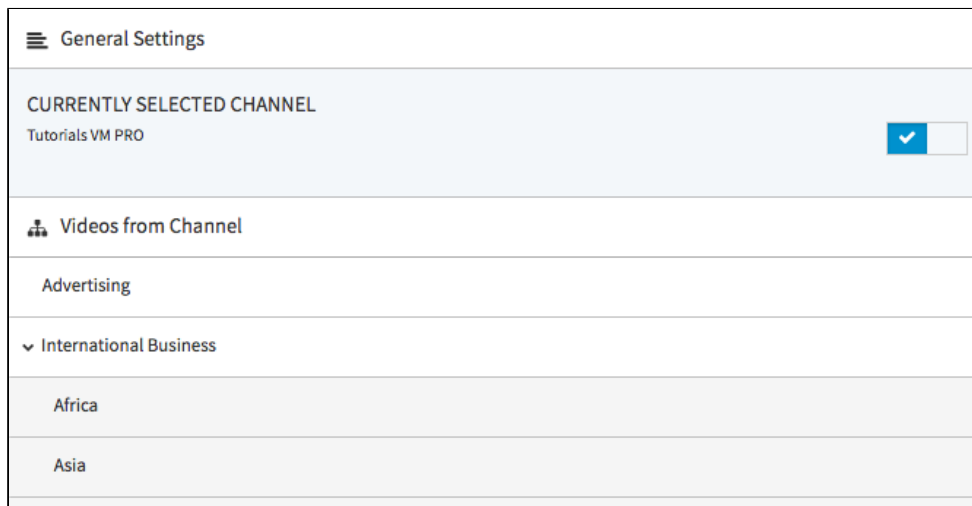 General Settings
CURRENTLY SELECTED CHANNEL
Tutorials VM PRO
Videos from Channel
Advertising
International Business
Africa
Asia